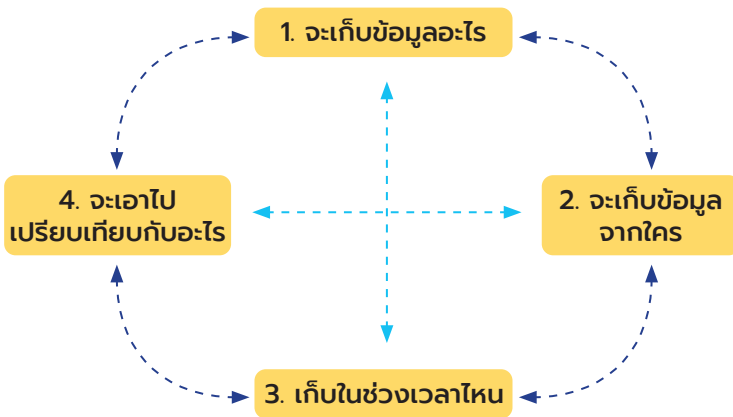 1. จะเก็บข้อมูลอะไร
2. จะเก็บข้อมูล
จากใคร
3. เก็บในช่วงเวลาไหน
4. จะเอาไป
เปรียบเทียบกับอะไร